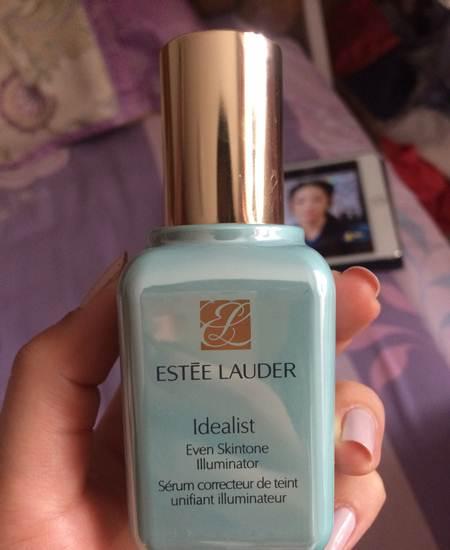 EL
ESTĒE LAUDER
Idealist
Even Skintone
Illuminator
Sérum correcteur de teint
unifiant illuminateur